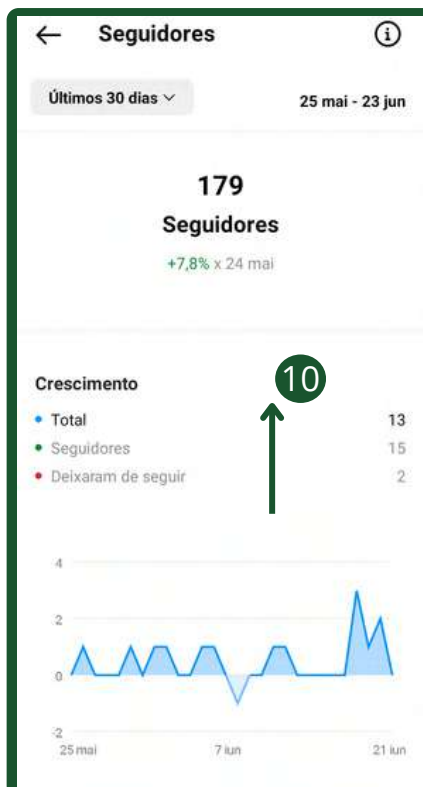 Seguidores
Últimos 30 dias
25 mai - 23 jun
179
Seguidores
+7,8% x 24 mai
10
Crescimento
Total 13
Seguidores 15
Deixaram de seguir 2
4
2
0
-2
25 mai 7 jun 21 jun